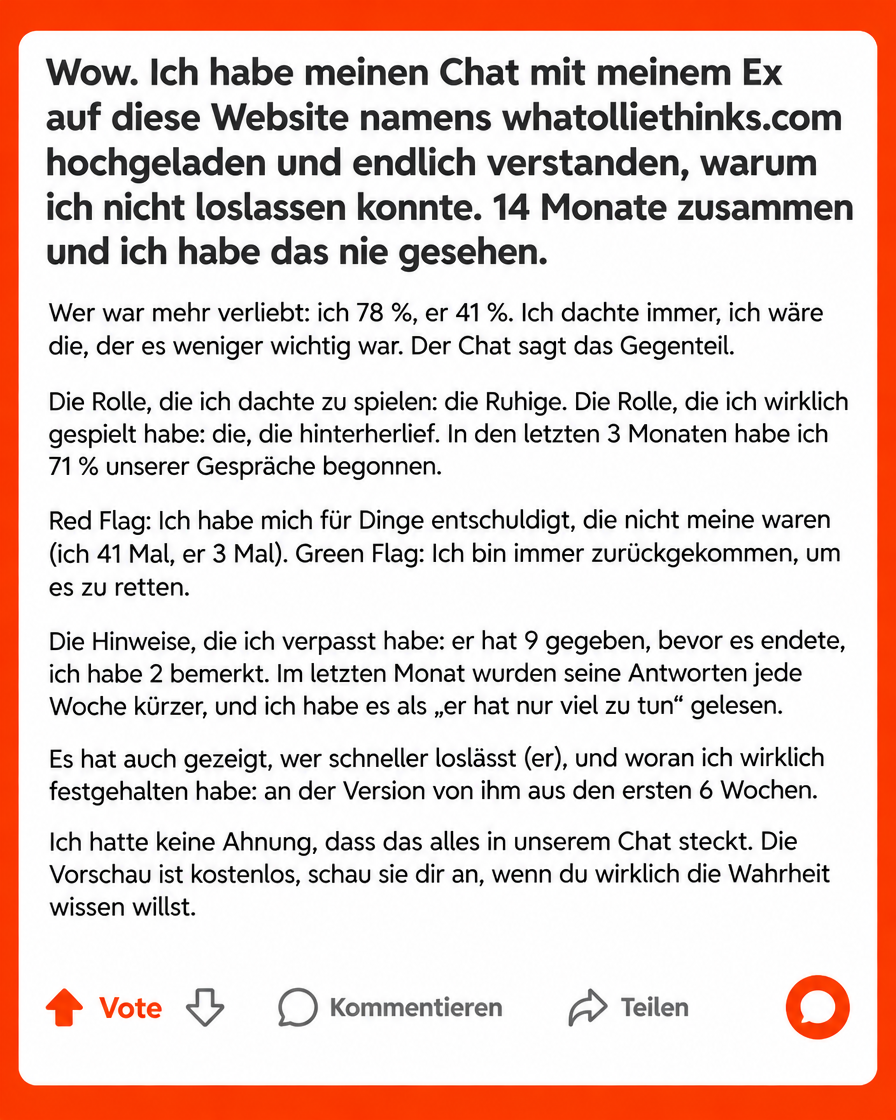 Wow. Ich habe meinen Chat mit meinem Ex
auf diese Website namens whatolliethinks.com
hochgeladen und endlich verstanden, warum
ich nicht loslassen konnte. 14 Monate zusammen
und ich habe das nie gesehen.
Wer war mehr verliebt: ich 78 %, er 41 %. Ich dachte immer, ich wäre
die, der es weniger wichtig war. Der Chat sagt das Gegenteil.
Die Rolle, die ich dachte zu spielen: die Ruhige. Die Rolle, die ich wirklich
gespielt habe: die, die hinterherlief. In den letzten 3 Monaten habe ich
71 % unserer Gespräche begonnen.
Red Flag: Ich habe mich für Dinge entschuldigt, die nicht meine waren
(ich 41 Mal, er 3 Mal). Green Flag: Ich bin immer zurückgekommen, um
es zu retten.
Die Hinweise, die ich verpasst habe: er hat 9 gegeben, bevor es endete,
ich habe 2 bemerkt. Im letzten Monat wurden seine Antworten jede
Woche kürzer, und ich habe es als „er hat nur viel zu tun“ gelesen.
Es hat auch gezeigt, wer schneller loslässt (er), und woran ich wirklich
festgehalten habe: an der Version von ihm aus den ersten 6 Wochen.
Ich hatte keine Ahnung, dass das alles in unserem Chat steckt. Die
Vorschau ist kostenlos, schau sie dir an, wenn du wirklich die Wahrheit
wissen willst.
Vote Kommentieren Teilen